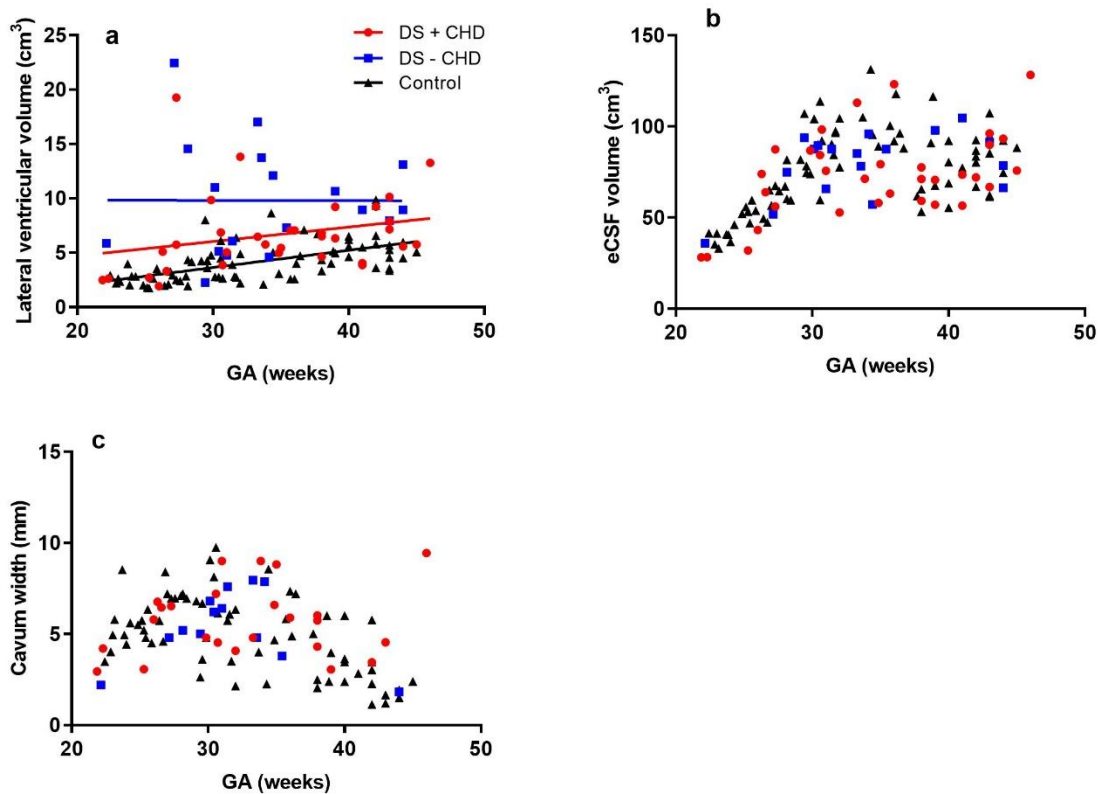 a
DS + CHD
DS - CHD
Control
Lateral ventricular volume (cm³)
25
20
15
10
5
0
20 30 40 50
GA (weeks)
b
eCSF volume (cm³)
150
100
50
0
20 30 40 50
GA (weeks)
c
Cavum width (mm)
15
10
5
0
20 30 40 50
GA (weeks)